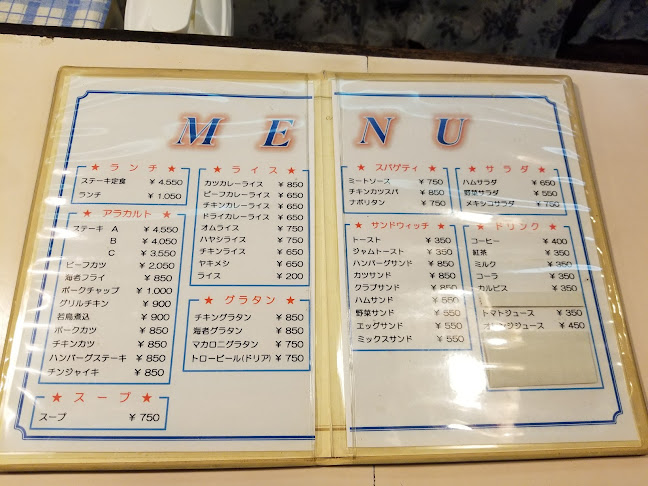 MENU
★ ランチ ★
ステーキ定食 ¥ 4.550
ランチ ¥ 1.050
★ アラカルト ★
ステーキ A ¥ 4.550
B ¥ 4.050
C ¥ 3.550
ビーフカツ ¥ 2.050
海老フライ ¥ 850
ポークチャップ ¥ 1.000
グリルチキン ¥ 900
若鳥煮込 ¥ 900
ポークカツ ¥ 850
チキンカツ ¥ 850
ハンバーグステーキ ¥ 850
チンジャイキ ¥ 850
★ スープ ★
スープ ¥ 750
★ ライス ★
カツカレーライス ¥ 850
ビーフカレーライス ¥ 650
チキンカレーライス ¥ 650
ドライカレーライス ¥ 650
オムライス ¥ 750
ハヤシライス ¥ 750
チキンライス ¥ 650
ヤキメシ ¥ 650
ライス ¥ 200
★ グラタン ★
チキングラタン ¥ 850
海老グラタン ¥ 850
マカロニグラタン ¥ 750
トロービール(ドリア) ¥ 750
★ スパゲティ ★
ミートソース ¥ 750
チキンカツスパ ¥ 850
ナポリタン ¥ 750
★ サラダ ★
ハムサラダ ¥ 650
野菜サラダ ¥ 550
メキシコサラダ ¥ 750
★ サンドウィッチ ★
トースト ¥ 350
ジャムトースト ¥ 350
ハンバーグサンド ¥ 850
カツサンド ¥ 850
クラブサンド ¥ 850
ハムサンド ¥ 550
野菜サンド ¥ 550
エッグサンド ¥ 550
ミックスサンド ¥ 550
★ ドリンク ★
コーヒー ¥ 400
紅茶 ¥ 350
ミルク ¥ 350
コーラ ¥ 350
カルピス ¥ 350
トマトジュース ¥ 350
オレンジジュース ¥ 450